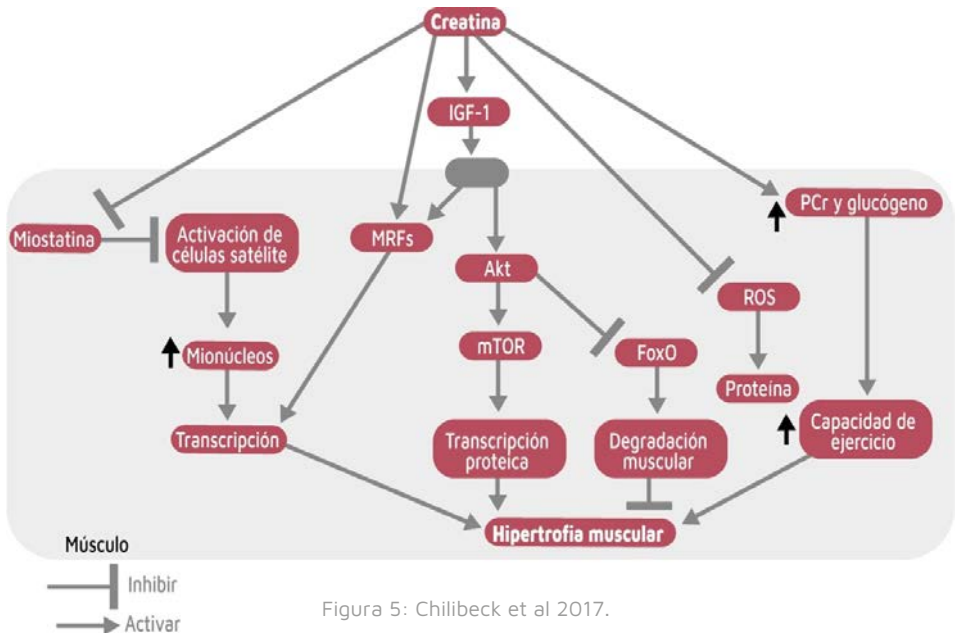 Creatina
IGF-1
Miostatina
Activación de
células satélite
MRFs
PCr y glucógeno
Akt
ROS
mTOR
FoxO
Mionúcleos
Proteína
Transcripción
Transcripción
proteica
Degradación
muscular
Capacidad de
ejercicio
Hipertrofia muscular
Músculo
Inhibir
Activar
Figura 5: Chilibeck et al 2017.